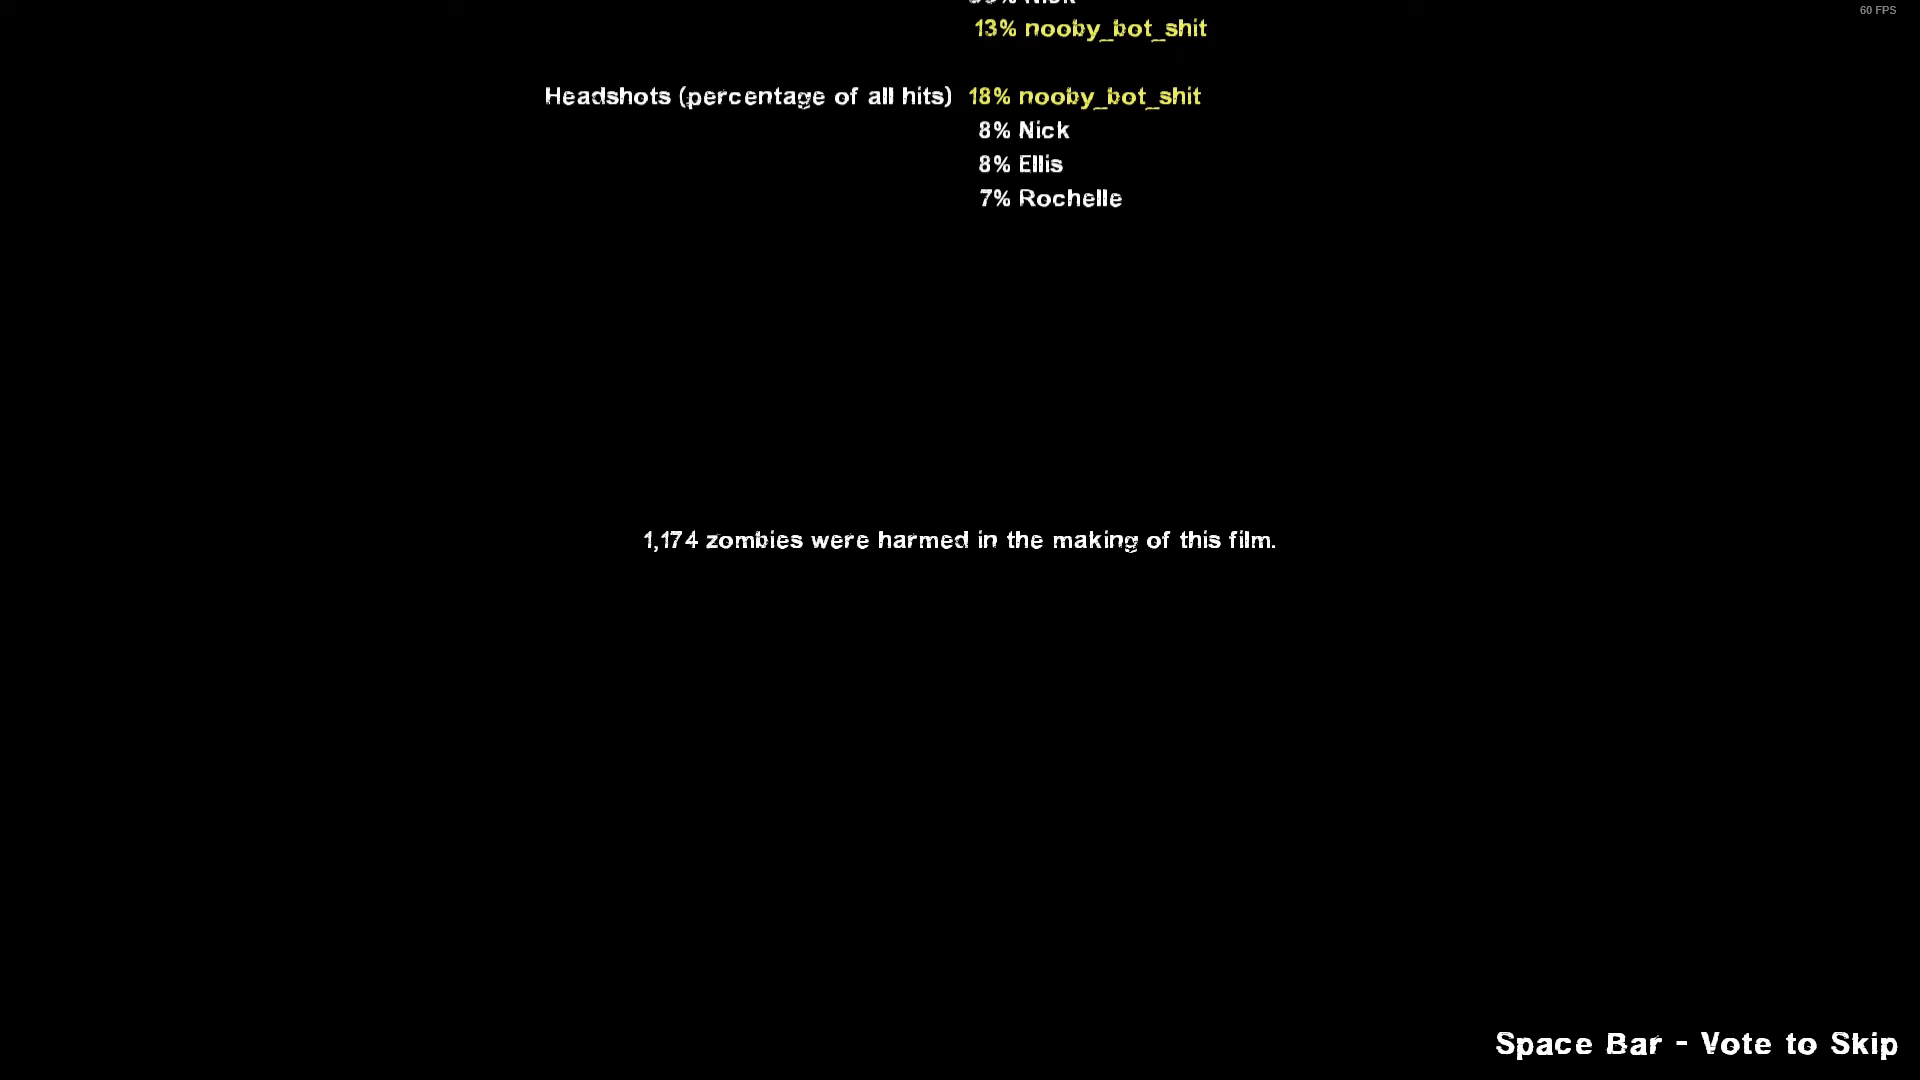 60 FPS
13% nooby_bot_shit
Headshots (percentage of all hits) 18% nooby_bot_shit
8% Nick
8% Ellis
7% Rochelle
1,174 zombies were harmed in the making of this film.
Space Bar - Vote to Skip